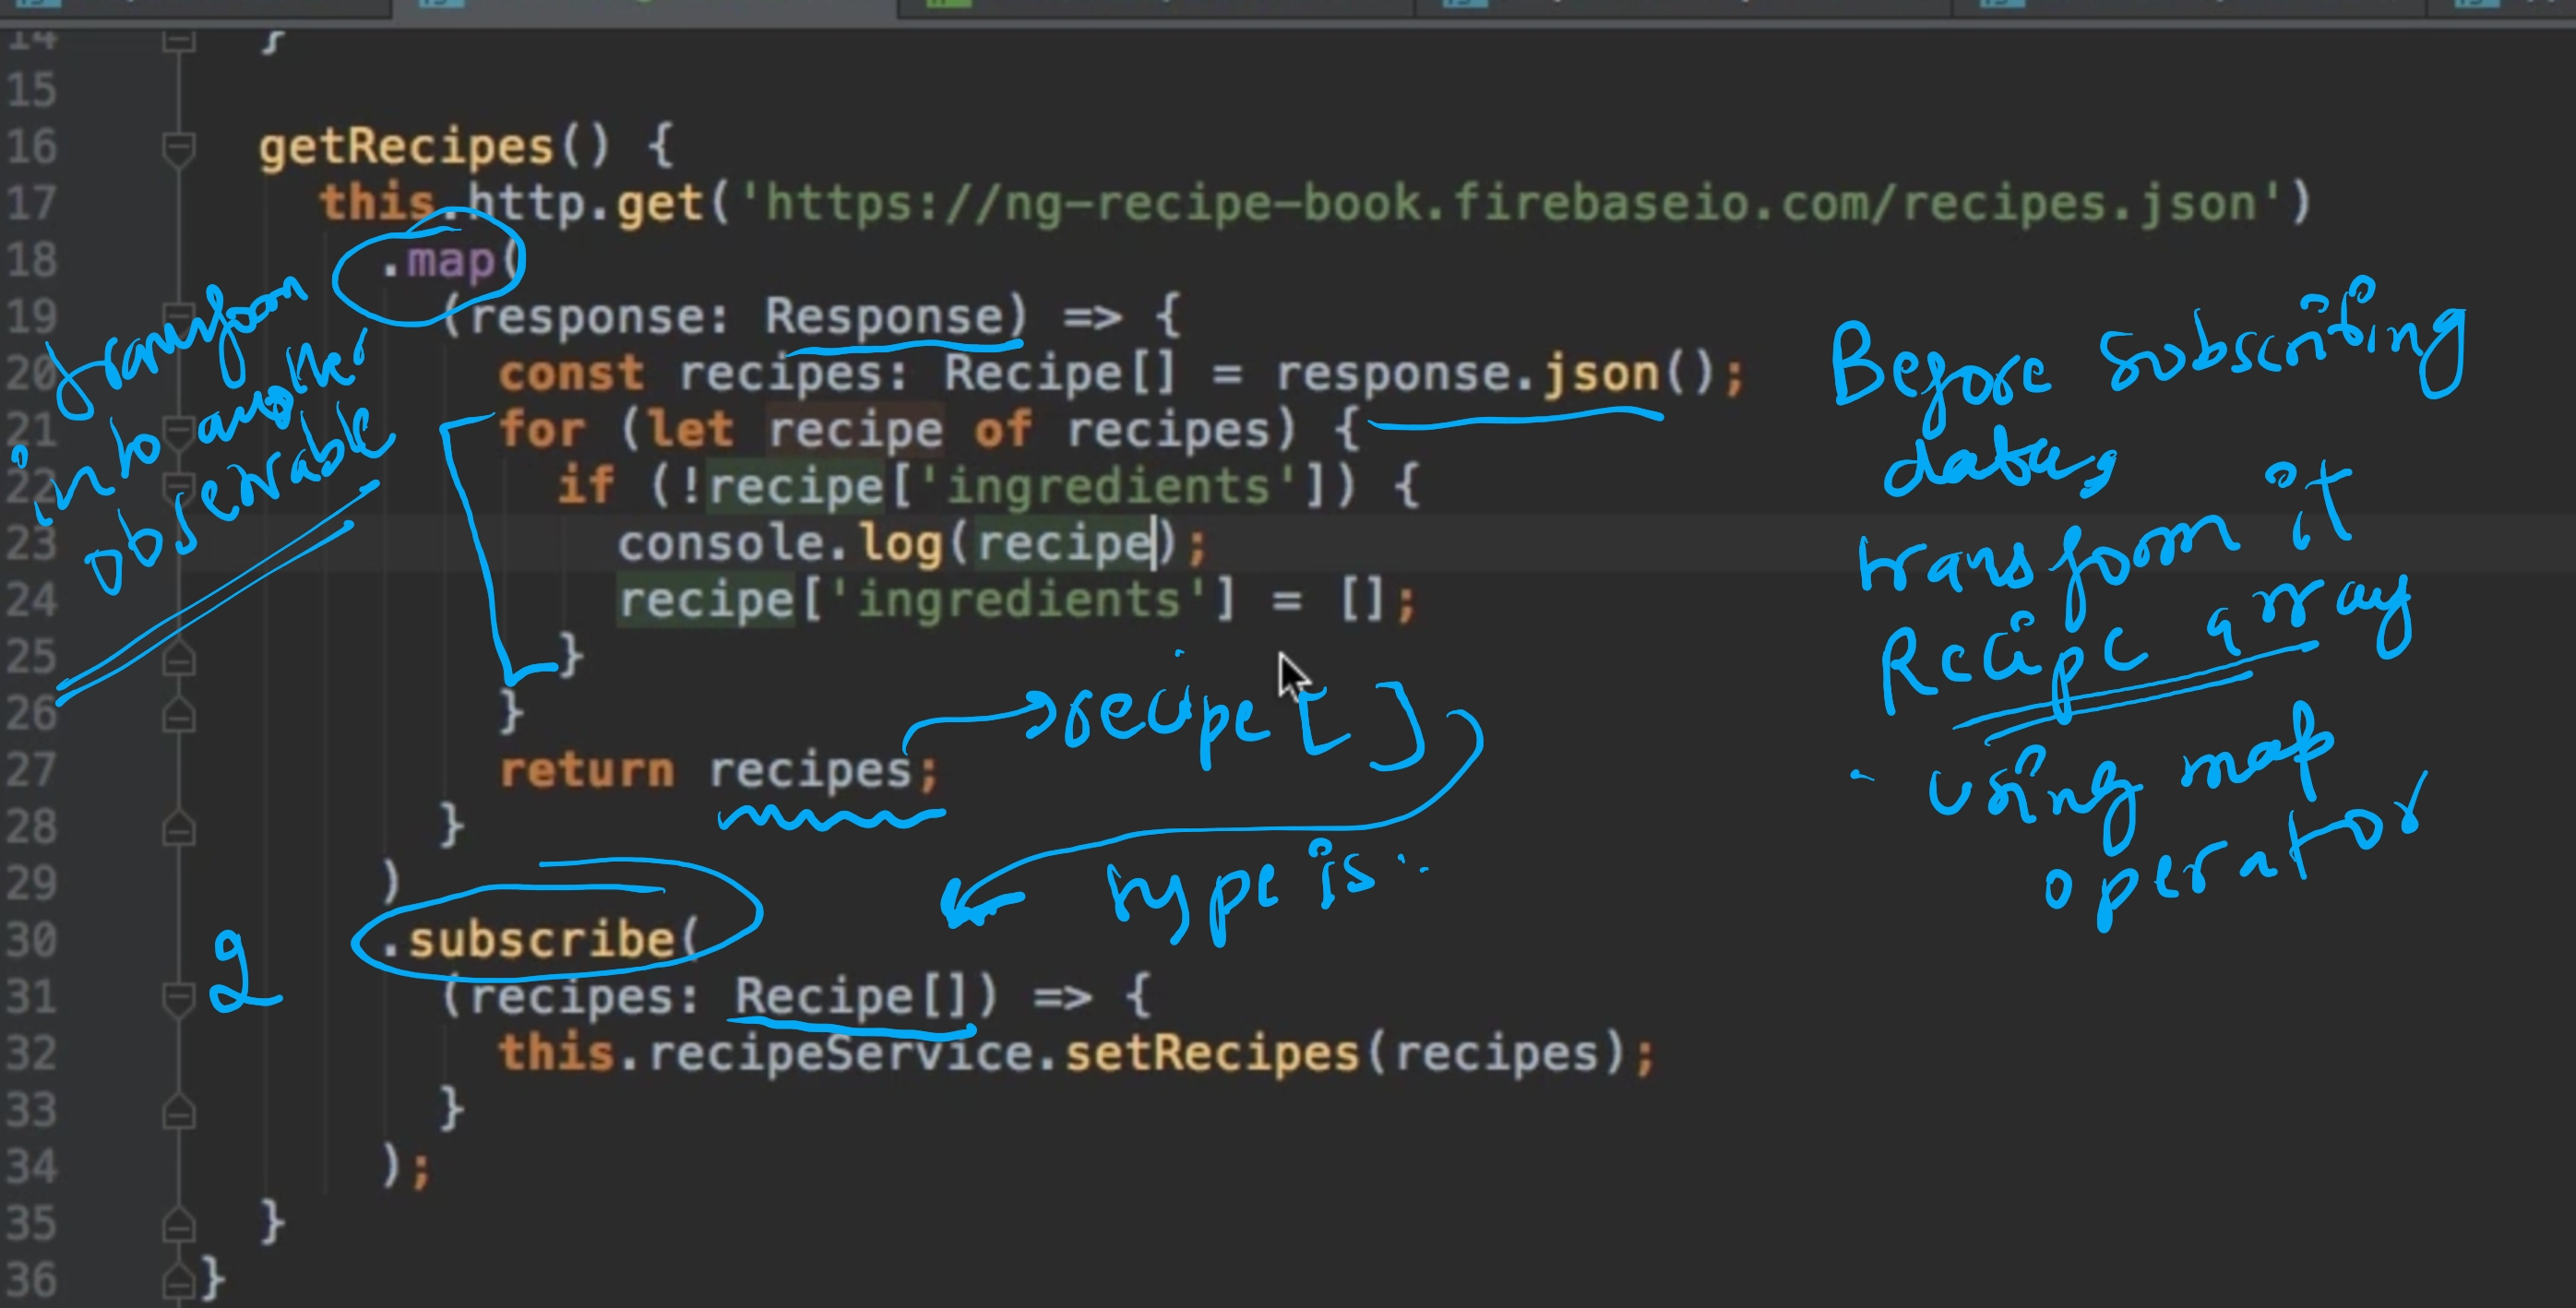 14 }
15
16 getRecipes() {
17 this.http.get('https://ng-recipe-book.firebaseio.com/recipes.json')
18 .map(
19 (response: Response) => {
20 const recipes: Recipe[] = response.json();
21 for (let recipe of recipes) {
22 if (!recipe['ingredients']) {
23 console.log(recipe);
24 recipe['ingredients'] = [];
25 }
26 }
27 return recipes;
28 }
29 )
30 .subscribe(
31 (recipes: Recipe[]) => {
32 this.recipeService.setRecipes(recipes);
33 }
34 );
35 }
36 }
transform
into another
observable
Before subscribing
data,
transform it
Recipe array
using map
operator
recipe[]
type is
2